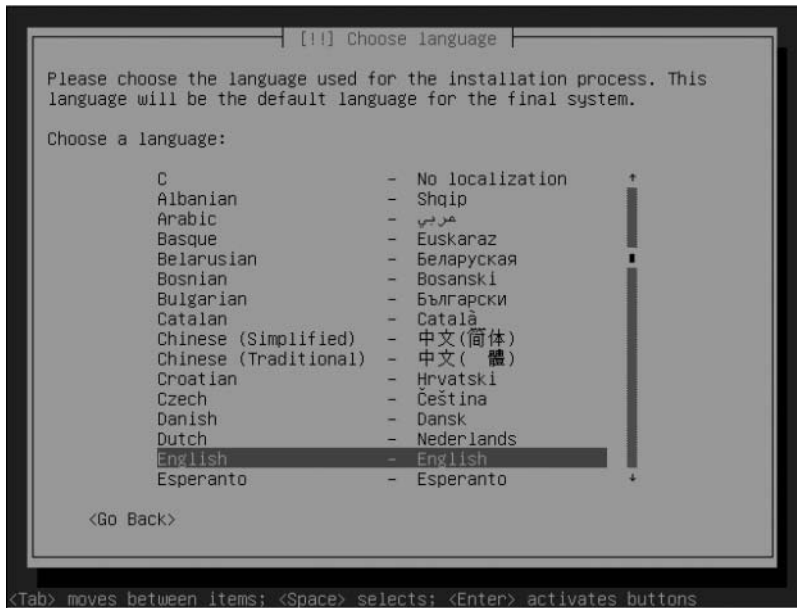 [!!] Choose language
Please choose the language used for the installation process. This
language will be the default language for the final system.
Choose a language:
C - No localization
Albanian - Shqip
Arabic - عربي
Basque - Euskaraz
Belarusian - Беларуская
Bosnian - Bosanski
Bulgarian - Български
Catalan - Català
Chinese (Simplified) - 中文(简体)
Chinese (Traditional) - 中文( 體)
Croatian - Hrvatski
Czech - Čeština
Danish - Dansk
Dutch - Nederlands
English - English
Esperanto - Esperanto
<Go Back>
<Tab> moves between items; <Space> selects; <Enter> activates buttons